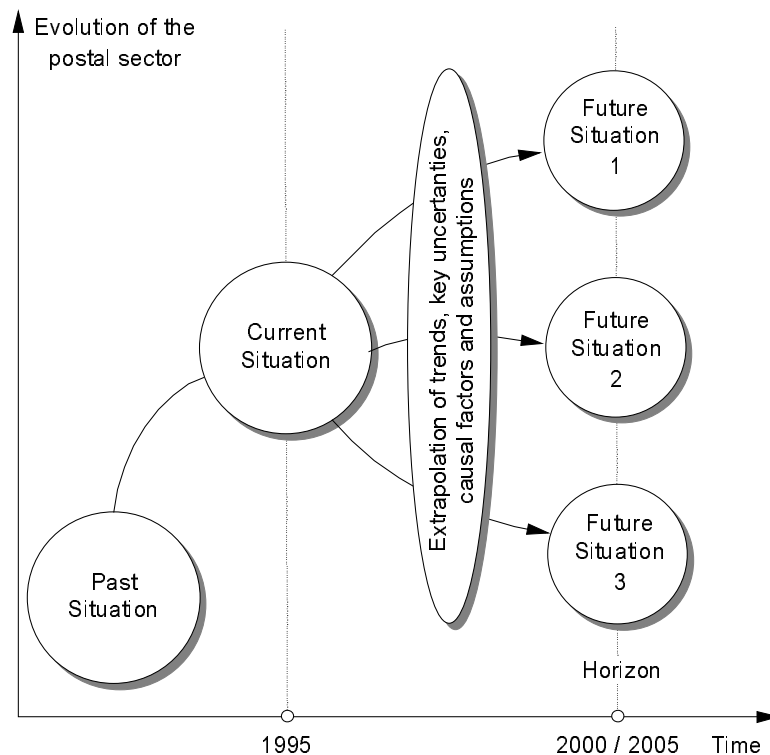 Evolution of the
postal sector
Future
Situation
1
Extrapolation of trends, key uncertanties,
causal factors and assumptions
Current
Situation
Future
Situation
2
Future
Situation
3
Past
Situation
Horizon
1995
2000 / 2005
Time